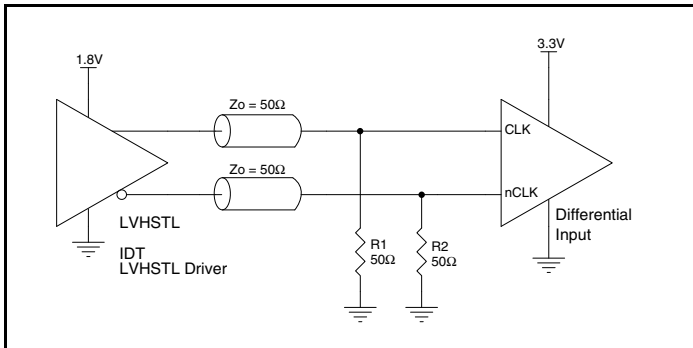 1.8V
3.3V
Zo = 50Ω
CLK
Zo = 50Ω
nCLK
LVHSTL
IDT
LVHSTL Driver
R1
50Ω
R2
50Ω
Differential
Input